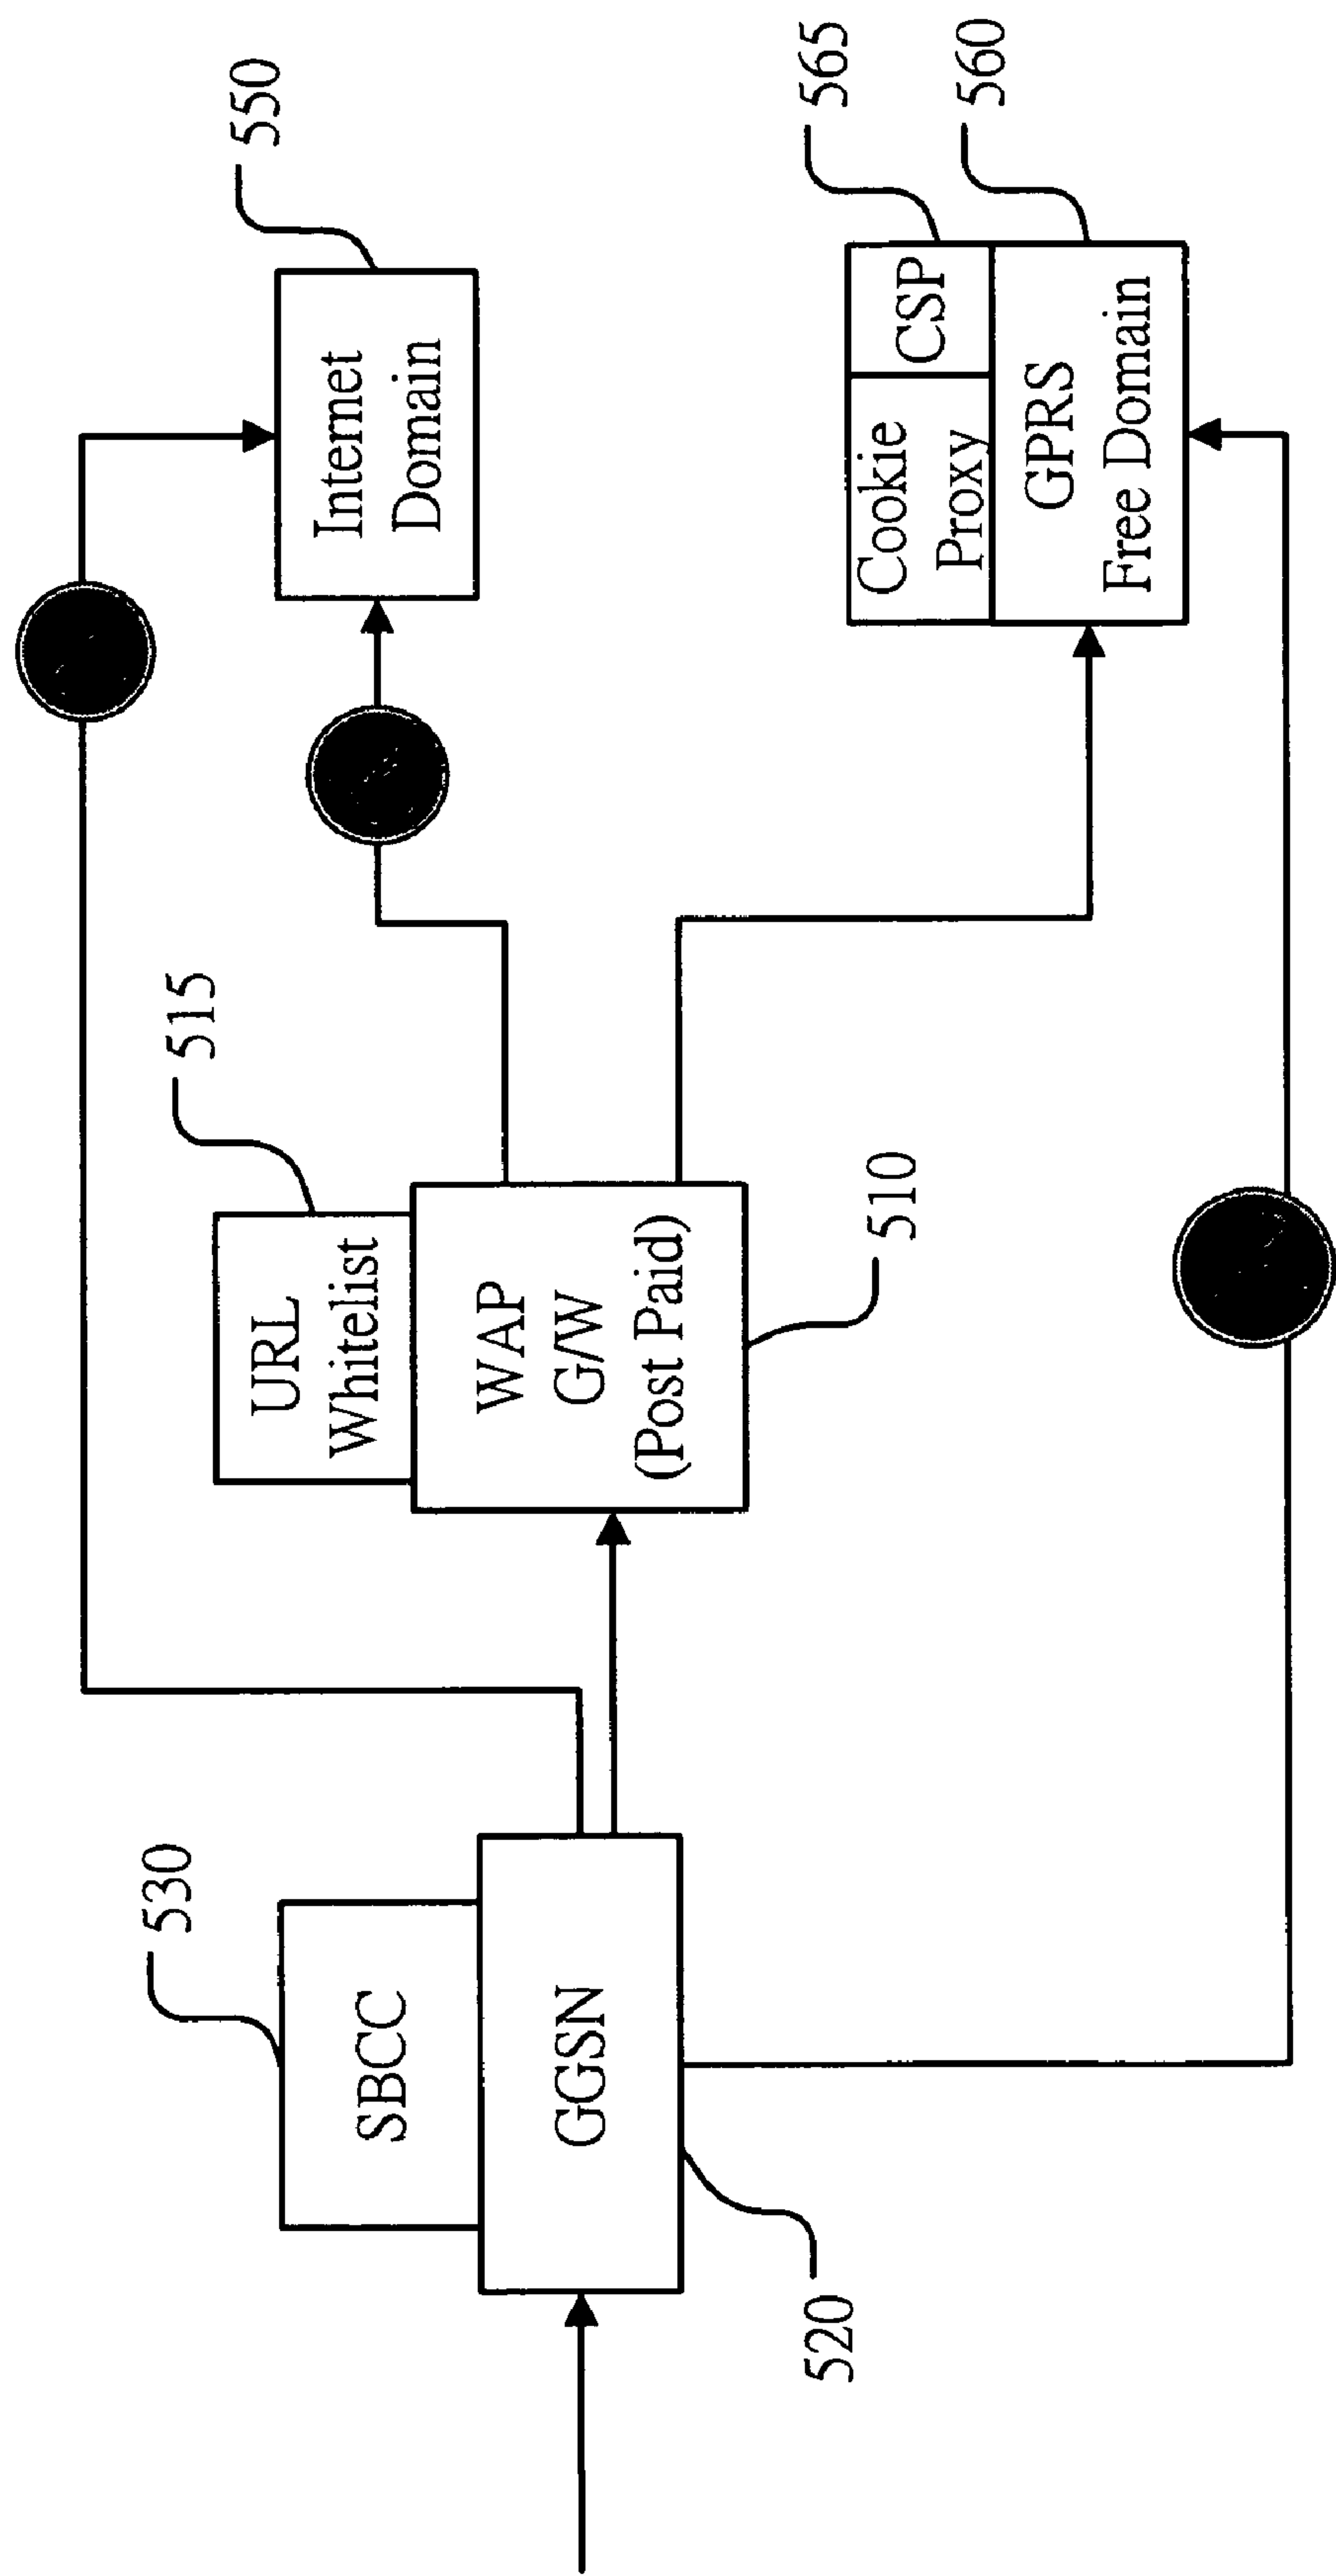 530
SBCC
GGSN
520
515
URL
Whitelist
WAP
G/W
(Post Paid)
510
550
Internet
Domain
565
Cookie
Proxy
CSP
560
GPRS
Free Domain